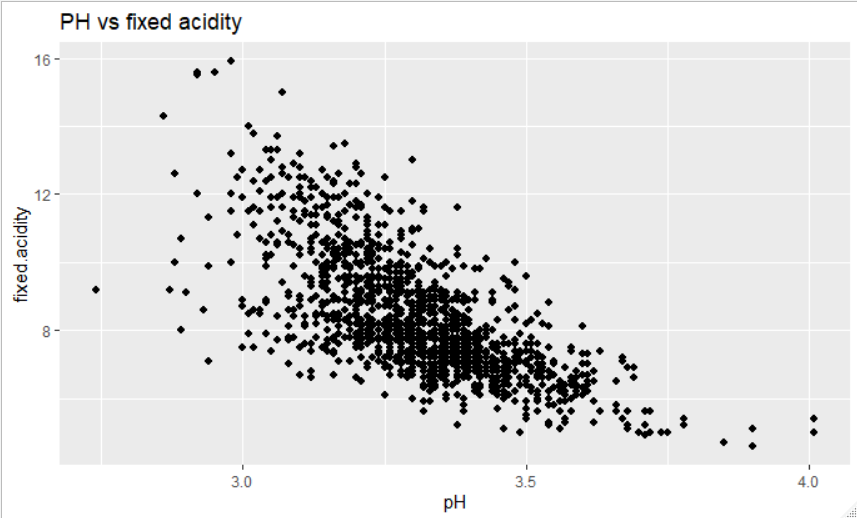 PH vs fixed acidity
16
12
8
fixed.acidity
3.0
3.5
4.0
pH